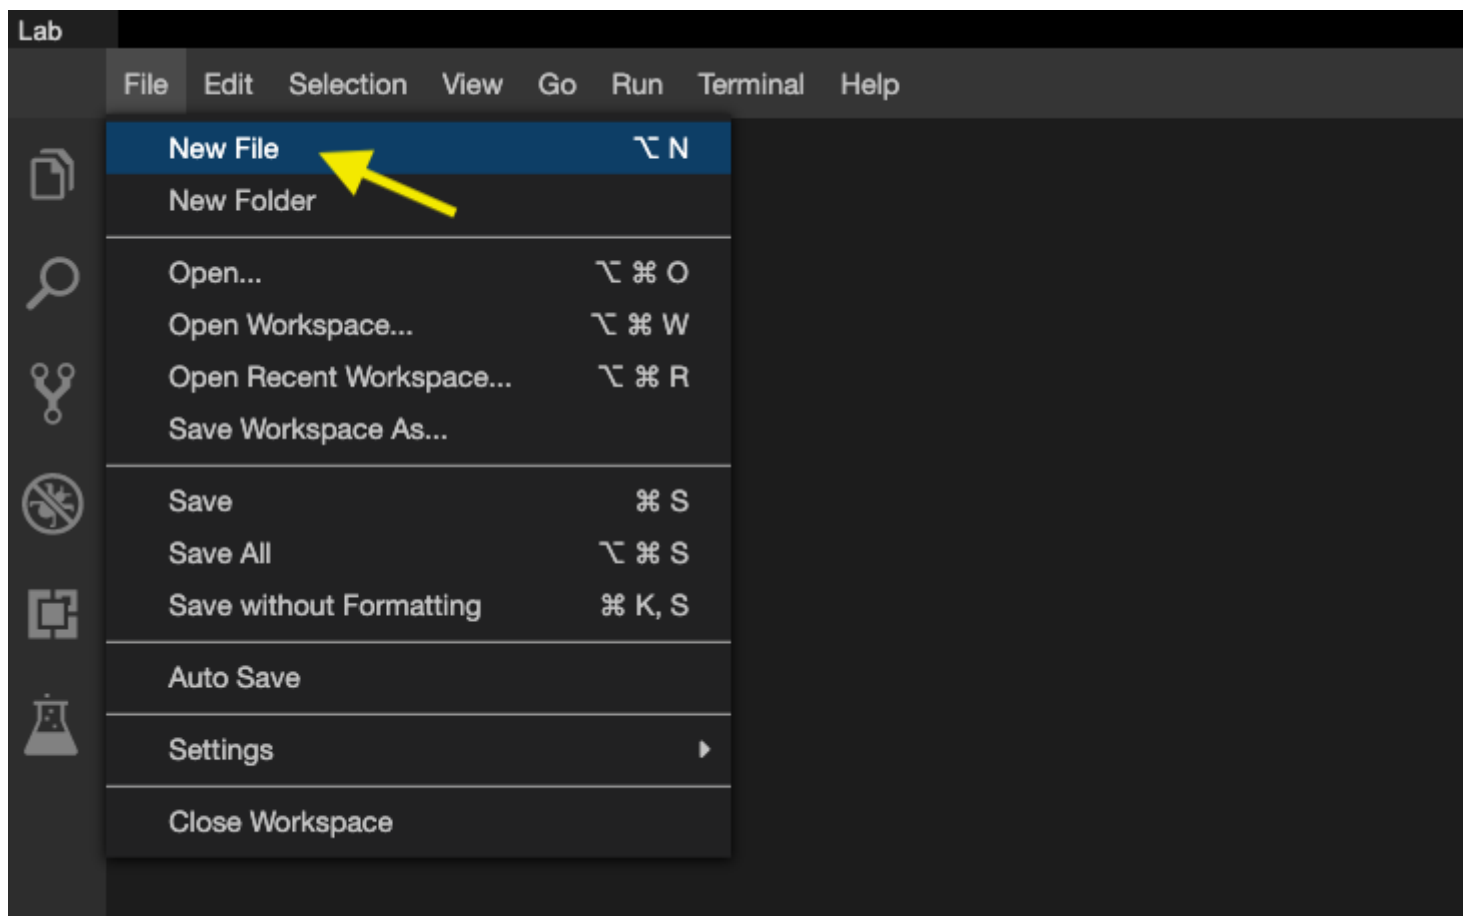 Lab
File Edit Selection View Go Run Terminal Help
New File ⌥ N
New Folder
Open... ⌥ ⌘ O
Open Workspace... ⌥ ⌘ W
Open Recent Workspace... ⌥ ⌘ R
Save Workspace As...
Save ⌘ S
Save All ⌥ ⌘ S
Save without Formatting ⌘ K, S
Auto Save
Settings
Close Workspace